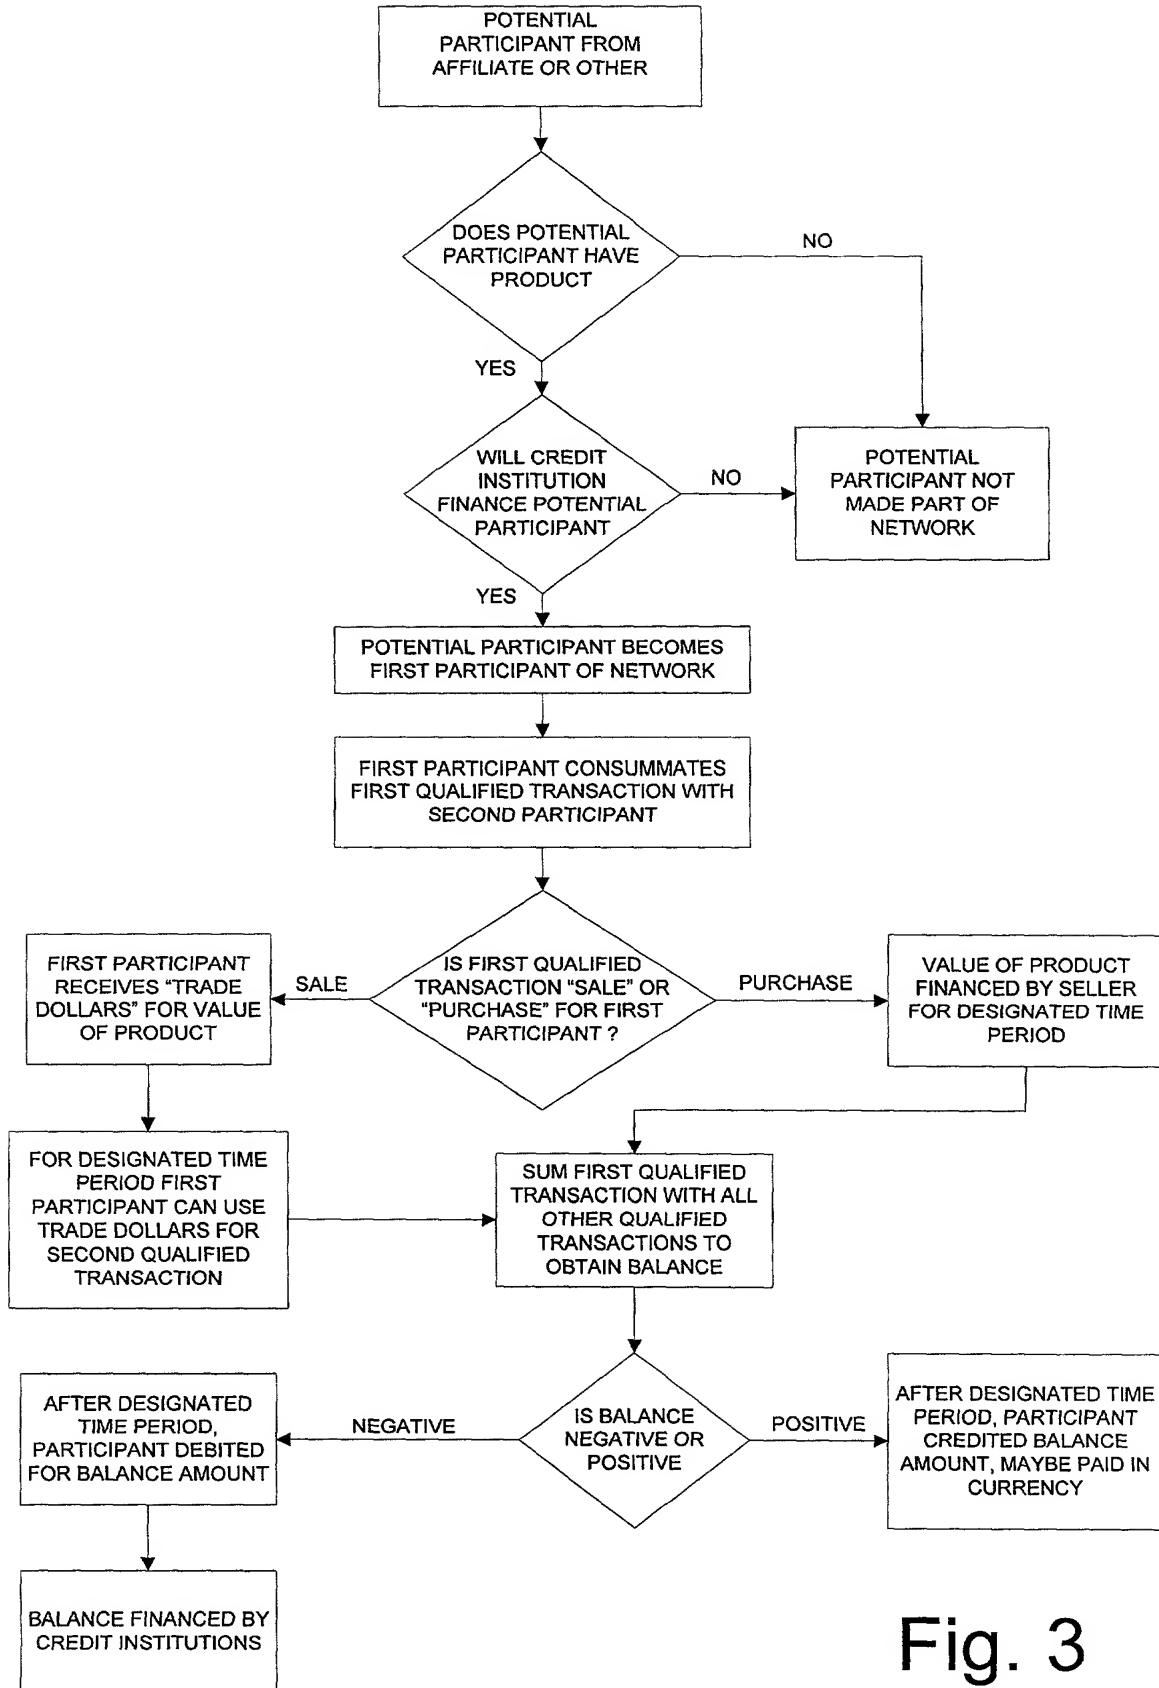 POTENTIAL
PARTICIPANT FROM
AFFILIATE OR OTHER
DOES POTENTIAL
PARTICIPANT HAVE
PRODUCT
NO
YES
WILL CREDIT
INSTITUTION
FINANCE POTENTIAL
PARTICIPANT
NO
POTENTIAL
PARTICIPANT NOT
MADE PART OF
NETWORK
YES
POTENTIAL PARTICIPANT BECOMES
FIRST PARTICIPANT OF NETWORK
FIRST PARTICIPANT CONSUMMATES
FIRST QUALIFIED TRANSACTION WITH
SECOND PARTICIPANT
IS FIRST QUALIFIED
TRANSACTION "SALE" OR
"PURCHASE" FOR FIRST
PARTICIPANT ?
SALE
FIRST PARTICIPANT
RECEIVES "TRADE
DOLLARS" FOR VALUE
OF PRODUCT
PURCHASE
VALUE OF PRODUCT
FINANCED BY SELLER
FOR DESIGNATED TIME
PERIOD
FOR DESIGNATED TIME
PERIOD FIRST
PARTICIPANT CAN USE
TRADE DOLLARS FOR
SECOND QUALIFIED
TRANSACTION
SUM FIRST QUALIFIED
TRANSACTION WITH ALL
OTHER QUALIFIED
TRANSACTIONS TO
OBTAIN BALANCE
IS BALANCE
NEGATIVE OR
POSITIVE
NEGATIVE
AFTER DESIGNATED
TIME PERIOD,
PARTICIPANT DEBITED
FOR BALANCE AMOUNT
POSITIVE
AFTER DESIGNATED TIME
PERIOD, PARTICIPANT
CREDITED BALANCE
AMOUNT, MAYBE PAID IN
CURRENCY
BALANCE FINANCED BY
CREDIT INSTITUTIONS
Fig. 3